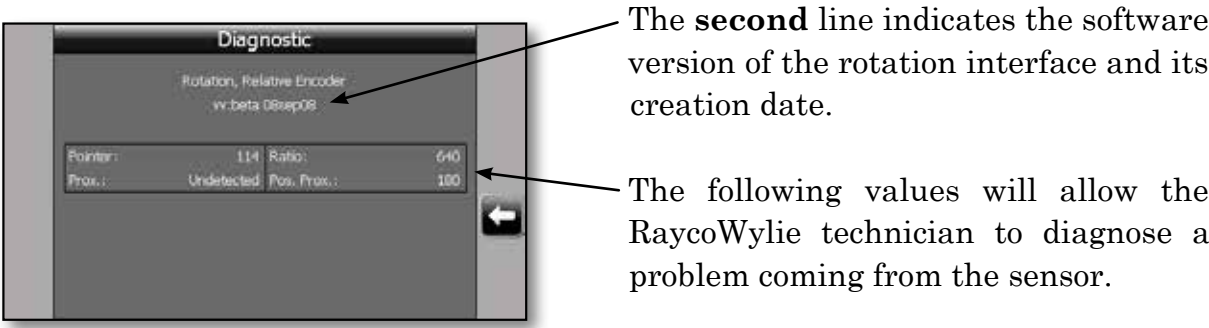 Diagnostic
Rotation, Relative Encoder
vv:beta 08sep08
Pointer: 114 Ratio: 640
Prox.: Undetected Pos. Prox.: 180
The second line indicates the software
version of the rotation interface and its
creation date.
The following values will allow the
RaycoWylie technician to diagnose a
problem coming from the sensor.